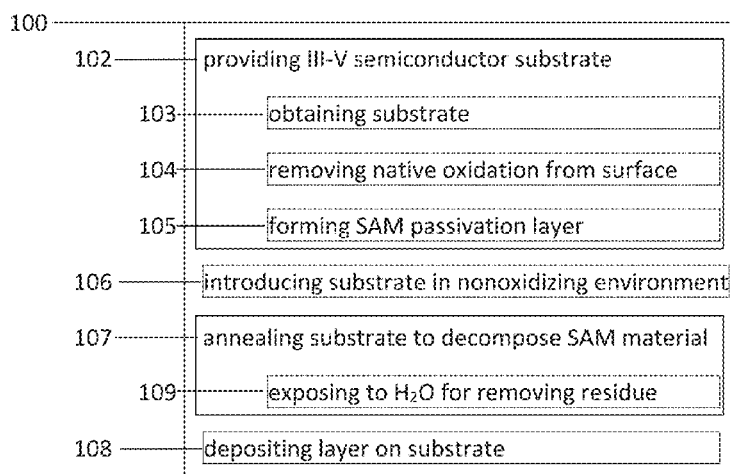 100
102 providing III-V semiconductor substrate
103 obtaining substrate
104 removing native oxidation from surface
105 forming SAM passivation layer
106 introducing substrate in nonoxidizing environment
107 annealing substrate to decompose SAM material
109 exposing to H₂O for removing residue
108 depositing layer on substrate